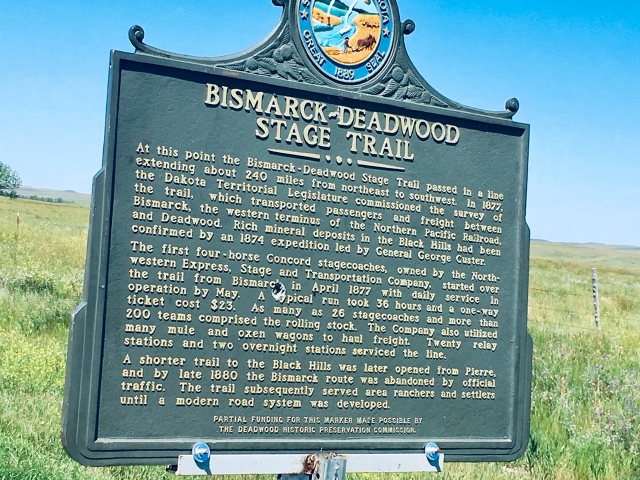 GREAT 1889 SEAL
BISMARCK-DEADWOOD
STAGE TRAIL
At this point the Bismarck-Deadwood Stage Trail passed in a line
extending about 240 miles from northeast to southwest. In 1877,
the Dakota Territorial Legislature commissioned the survey of
the trail, which transported passengers and freight between
Bismarck, the western terminus of the Northern Pacific Railroad,
and Deadwood. Rich mineral deposits in the Black Hills had been
confirmed by an 1874 expedition led by General George Custer.
The first four-horse Concord stagecoaches, owned by the North-
western Express, Stage and Transportation Company, started over
the trail from Bismarck in April 1877 with daily service in
operation by May. A typical run took 36 hours and a one-way
ticket cost $23. As many as 26 stagecoaches and more than
200 teams comprised the rolling stock. The Company also utilized
many mule and oxen wagons to haul freight. Twenty relay
stations and two overnight stations serviced the line.
A shorter trail to the Black Hills was later opened from Pierre,
and by late 1880 the Bismarck route was abandoned by official
traffic. The trail subsequently served area ranchers and settlers
until a modern road system was developed.
PARTIAL FUNDING FOR THIS MARKER MADE POSSIBLE BY
THE DEADWOOD HISTORIC PRESERVATION COMMISSION.